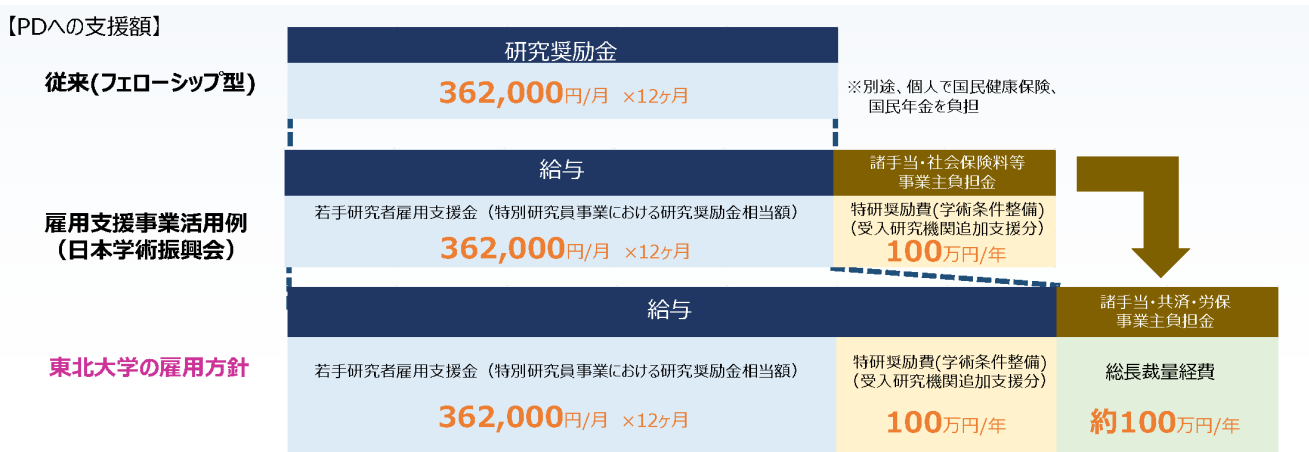 【PDへの支援額】
研究奨励金
従来(フェローシップ型)
362,000円/月 ×12ヶ月
※別途、個人で国民健康保険、
国民年金を負担
給与
諸手当・社会保険料等
事業主負担金
雇用支援事業活用例
（日本学術振興会）
若手研究者雇用支援金（特別研究員事業における研究奨励金相当額）
362,000円/月 ×12ヶ月
特研奨励費(学術条件整備)
（受入研究機関追加支援分）
100万円/年
給与
諸手当・共済・労保
事業主負担金
東北大学の雇用方針
若手研究者雇用支援金（特別研究員事業における研究奨励金相当額）
362,000円/月 ×12ヶ月
特研奨励費(学術条件整備)
（受入研究機関追加支援分）
100万円/年
総長裁量経費
約100万円/年